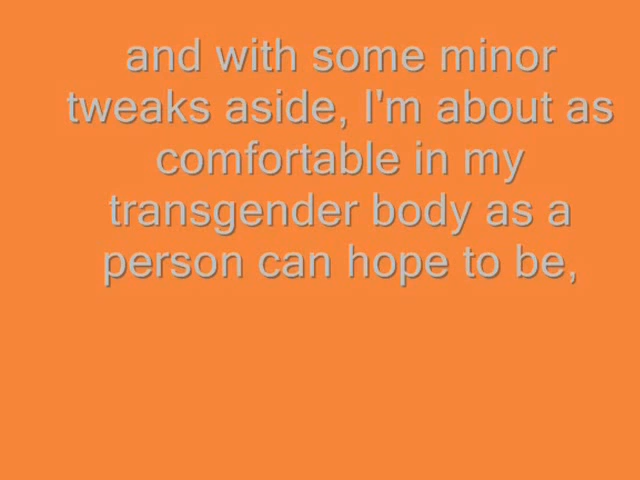 and with some minor
tweaks aside, I'm about as
comfortable in my
transgender body as a
person can hope to be,